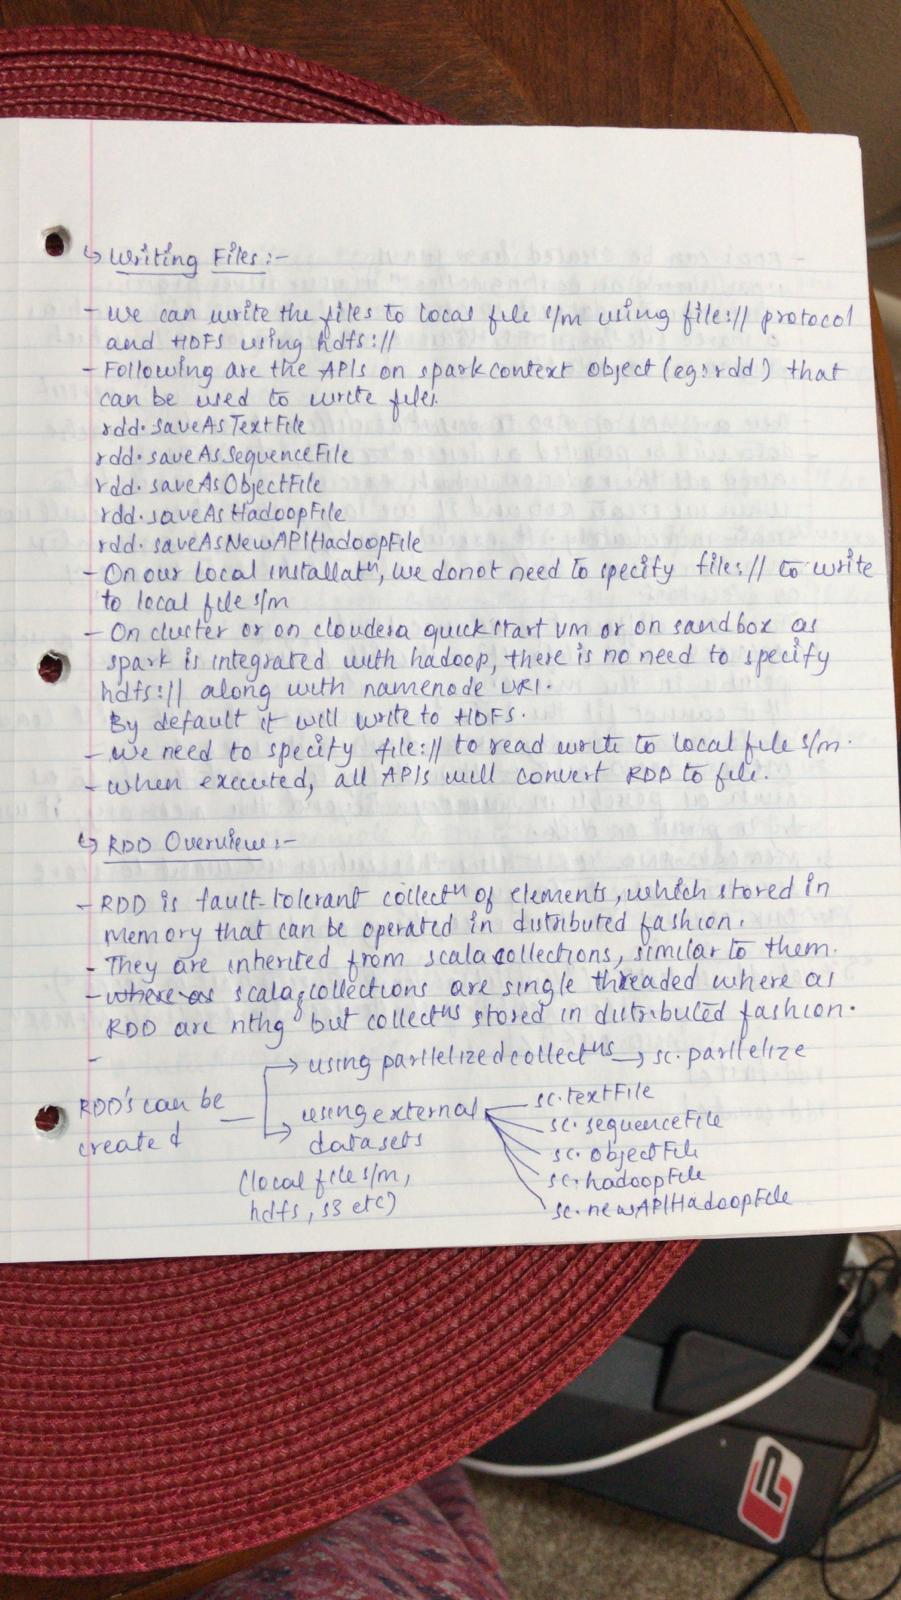 ↳ Writing Files:-
- We can write the files to local file s/m using file:// protocol
and HDFS using hdfs://
- Following are the APIs on spark context object (eg: rdd) that
can be used to write files.
rdd.saveAsTextFile
rdd.saveAsSequenceFile
rdd.saveAsObjectFile
rdd.saveAsHadoopFile
rdd.saveAsNewAPIHadoopFile
- On our local installatn, we donot need to specify file:// to write
to local file s/m
- On cluster or on cloudera quickstart vm or on sandbox as
spark is integrated with hadoop, there is no need to specify
hdfs:// along with namenode URI.
By default it will write to HDFS.
- We need to specify file:// to read write to local file s/m.
- When executed, all APIs will convert RDD to file.
↳ RDD Overview:-
- RDD is fault-tolerant collectn of elements, which stored in
memory that can be operated in distributed fashion.
- They are inherited from scala collections, similar to them.
- where as scala collections are single threaded where as
RDD are nthg but collectns stored in distributed fashion.
-
RDD's can be
created
→ using parllelized collectns → sc.parllelize
→ using external
datasets
(local file s/m,
hdfs, s3 etc)
sc.textFile
sc.sequenceFile
sc.objectFile
sc.hadoopFile
sc.newAPIHadoopFile